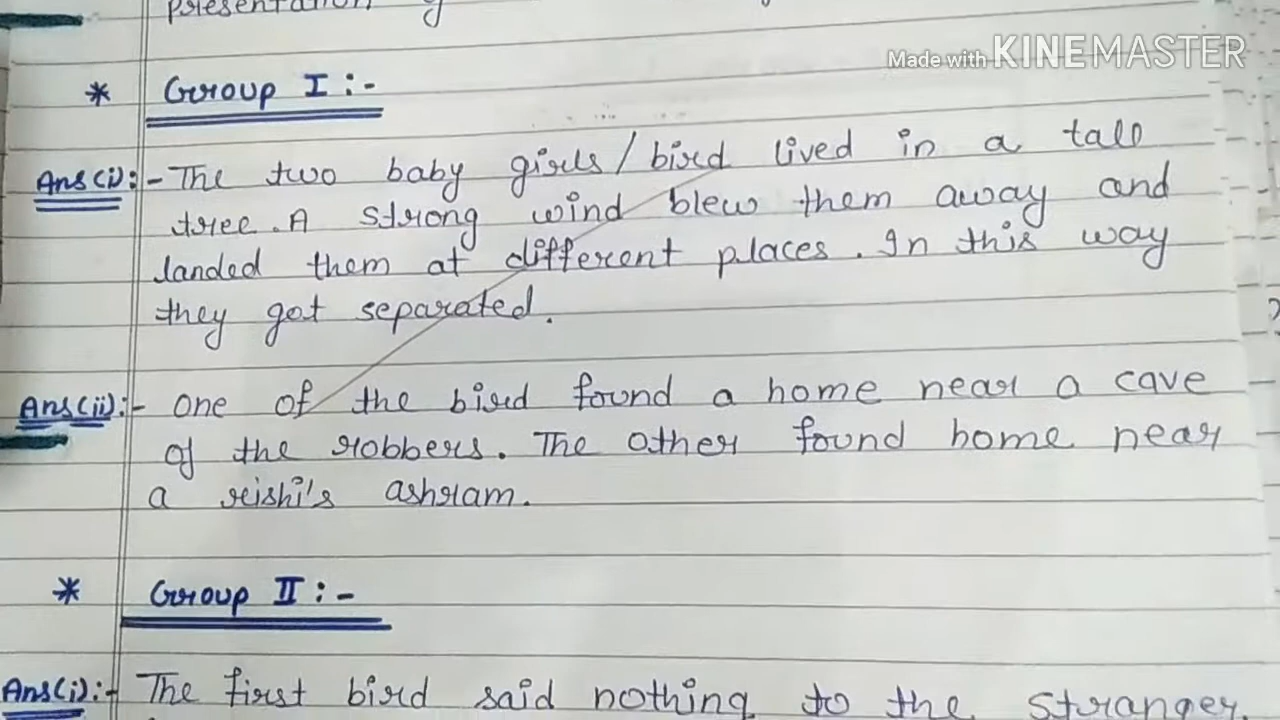 presentation of
Made with KINEMASTER
* Group I :-
Ans(i):- The two baby girls/bird lived in a tall
tree. A strong wind blew them away and
landed them at different places. In this way
they got separated.
Ans(ii):- One of the bird found a home near a cave
of the robbers. The other found home near
a reishi's ashram.
* Group II :-
Ans(i):- The first bird said nothing to the stranger.